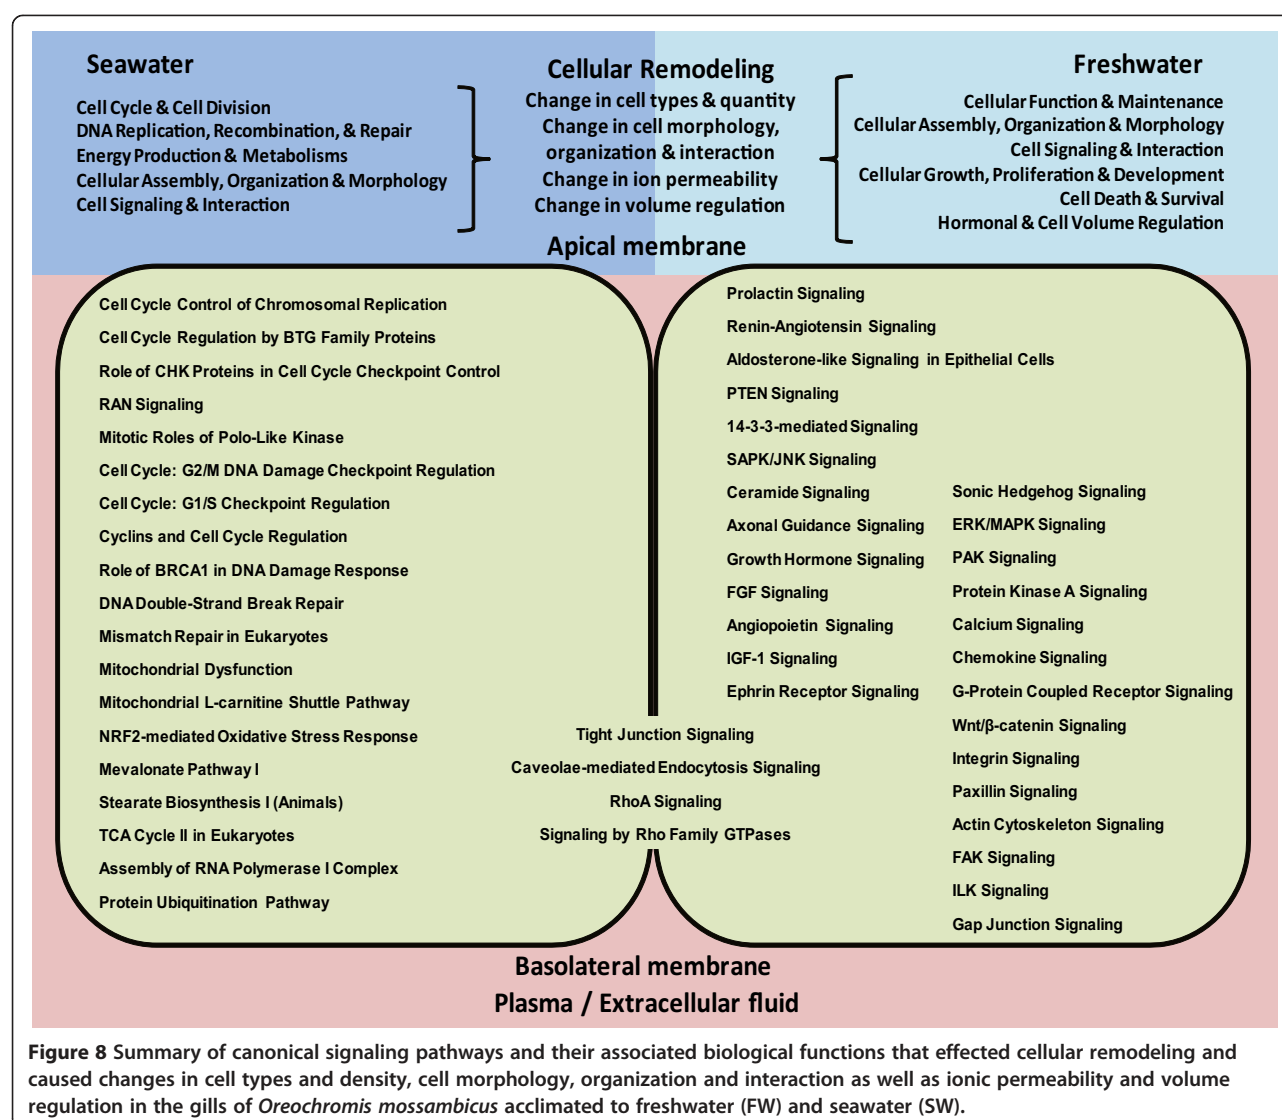 Seawater
Cell Cycle & Cell Division
DNA Replication, Recombination, & Repair
Energy Production & Metabolisms
Cellular Assembly, Organization & Morphology
Cell Signaling & Interaction
Cellular Remodeling
Change in cell types & quantity
Change in cell morphology,
organization & interaction
Change in ion permeability
Change in volume regulation
Freshwater
Cellular Function & Maintenance
Cellular Assembly, Organization & Morphology
Cell Signaling & Interaction
Cellular Growth, Proliferation & Development
Cell Death & Survival
Hormonal & Cell Volume Regulation
Apical membrane
Cell Cycle Control of Chromosomal Replication
Cell Cycle Regulation by BTG Family Proteins
Role of CHK Proteins in Cell Cycle Checkpoint Control
RAN Signaling
Mitotic Roles of Polo-Like Kinase
Cell Cycle: G2/M DNA Damage Checkpoint Regulation
Cell Cycle: G1/S Checkpoint Regulation
Cyclins and Cell Cycle Regulation
Role of BRCA1 in DNA Damage Response
DNA Double-Strand Break Repair
Mismatch Repair in Eukaryotes
Mitochondrial Dysfunction
Mitochondrial L-carnitine Shuttle Pathway
NRF2-mediated Oxidative Stress Response
Mevalonate Pathway I
Stearate Biosynthesis I (Animals)
TCA Cycle II in Eukaryotes
Assembly of RNA Polymerase I Complex
Protein Ubiquitination Pathway
Tight Junction Signaling
Caveolae-mediated Endocytosis Signaling
RhoA Signaling
Signaling by Rho Family GTPases
Prolactin Signaling
Renin-Angiotensin Signaling
Aldosterone-like Signaling in Epithelial Cells
PTEN Signaling
14-3-3-mediated Signaling
SAPK/JNK Signaling
Ceramide Signaling
Axonal Guidance Signaling
Growth Hormone Signaling
FGF Signaling
Angiopoietin Signaling
IGF-1 Signaling
Ephrin Receptor Signaling
Sonic Hedgehog Signaling
ERK/MAPK Signaling
PAK Signaling
Protein Kinase A Signaling
Calcium Signaling
Chemokine Signaling
G-Protein Coupled Receptor Signaling
Wnt/β-catenin Signaling
Integrin Signaling
Paxillin Signaling
Actin Cytoskeleton Signaling
FAK Signaling
ILK Signaling
Gap Junction Signaling
Basolateral membrane
Plasma / Extracellular fluid
Figure 8 Summary of canonical signaling pathways and their associated biological functions that effected cellular remodeling and
caused changes in cell types and density, cell morphology, organization and interaction as well as ionic permeability and volume
regulation in the gills of Oreochromis mossambicus acclimated to freshwater (FW) and seawater (SW).